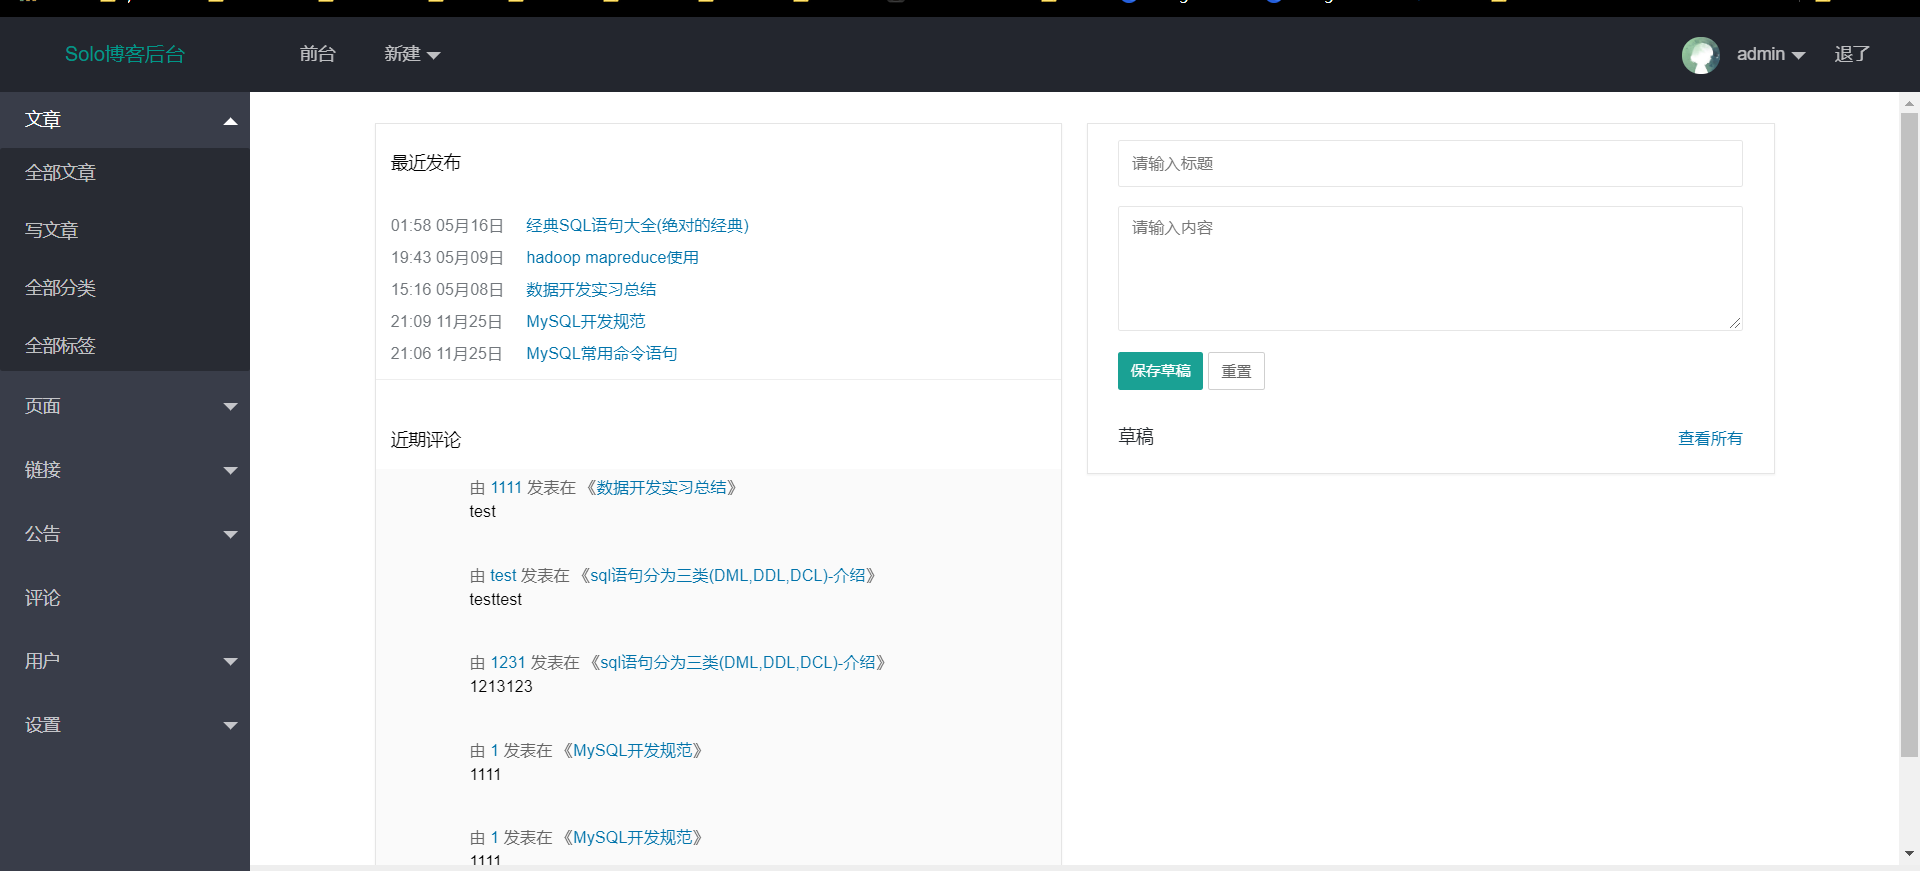 Solo博客后台
前台
新建
admin
退了
文章
全部文章
写文章
全部分类
全部标签
页面
链接
公告
评论
用户
设置
最近发布
01:58 05月16日 经典SQL语句大全(绝对的经典)
19:43 05月09日 hadoop mapreduce使用
15:16 05月08日 数据开发实习总结
21:09 11月25日 MySQL开发规范
21:06 11月25日 MySQL常用命令语句
近期评论
由 1111 发表在 《数据开发实习总结》
test
由 test 发表在 《sql语句分为三类(DML,DDL,DCL)-介绍》
testtest
由 1231 发表在 《sql语句分为三类(DML,DDL,DCL)-介绍》
1213123
由 1 发表在 《MySQL开发规范》
1111
由 1 发表在 《MySQL开发规范》
1111
请输入标题
请输入内容
保存草稿
重置
草稿
查看所有